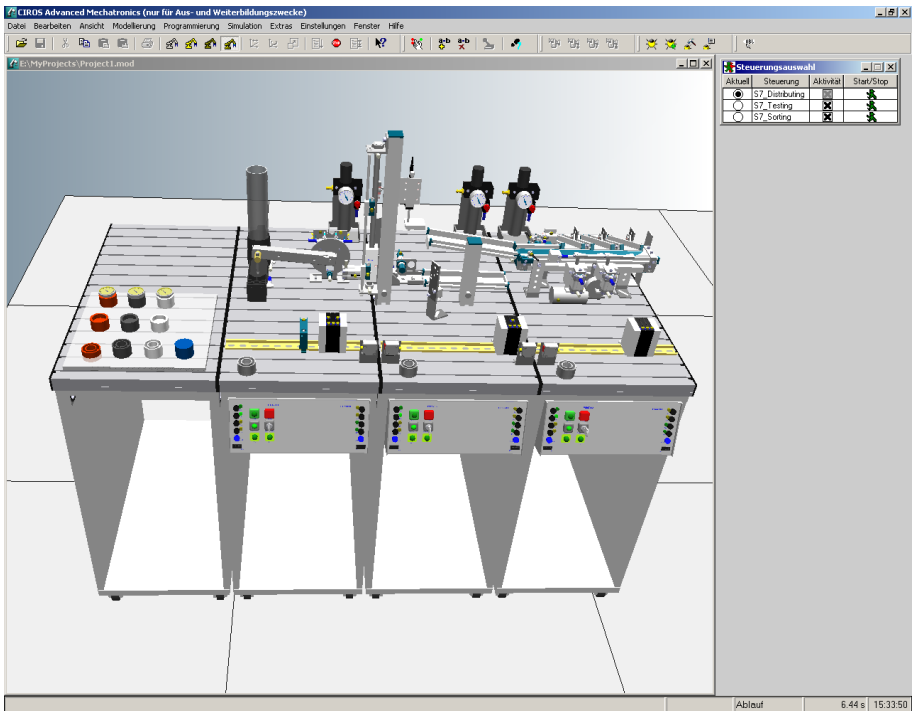 CIROS Advanced Mechatronics (nur für Aus- und Weiterbildungszwecke)
Datei Bearbeiten Ansicht Modellierung Programmierung Simulation Extras Einstellungen Fenster Hilfe
E:\MyProjects\Project1.mod
Steuerungsauswahl
Aktuell Steuerung Aktivität Start/Stop
S7_Distributing
S7_Testing
S7_Sorting
Ablauf 6.44 s 15:33:50